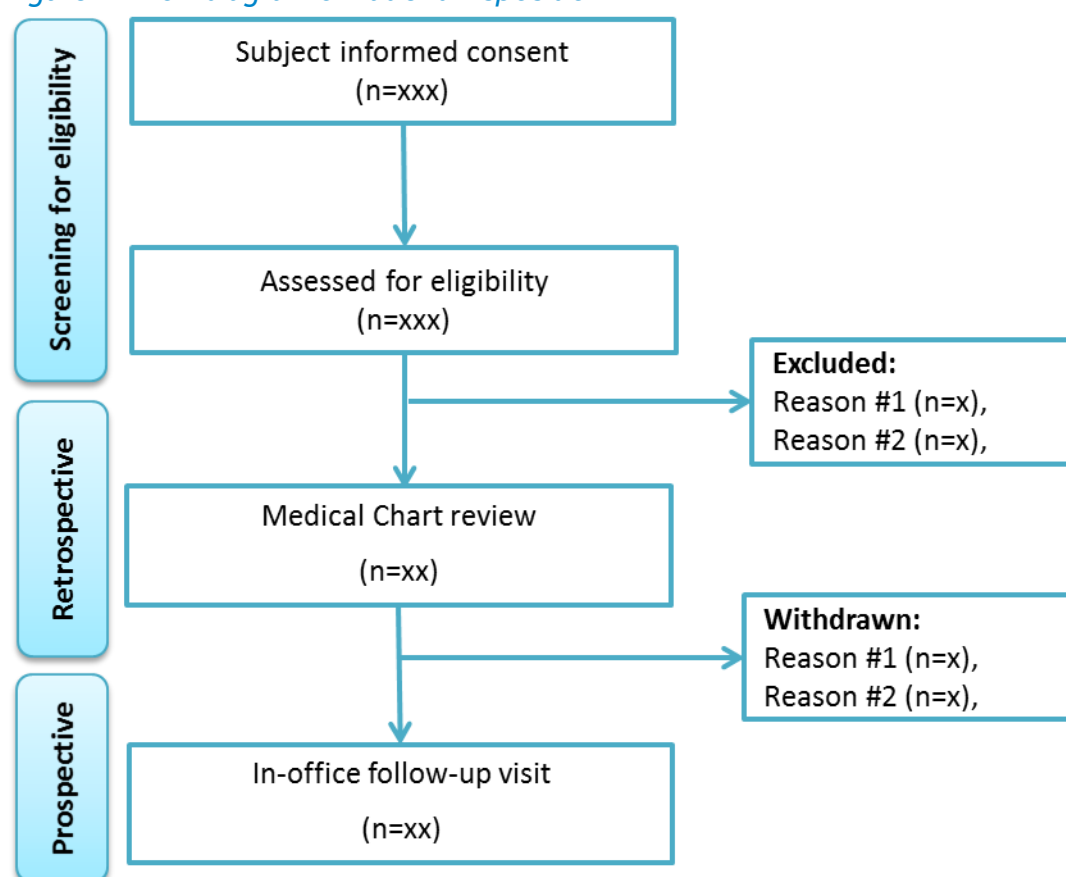 Screening for eligibility
Subject informed consent
(n=xxx)
Assessed for eligibility
(n=xxx)
Excluded:
Reason #1 (n=x),
Reason #2 (n=x),
Retrospective
Medical Chart review
(n=xx)
Withdrawn:
Reason #1 (n=x),
Reason #2 (n=x),
Prospective
In-office follow-up visit
(n=xx)